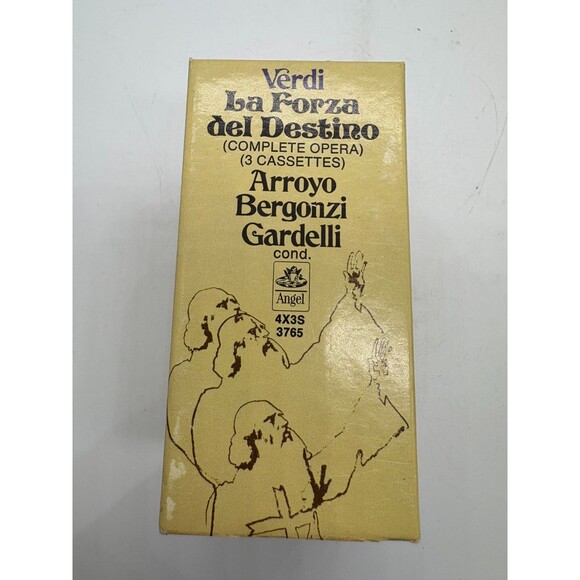 Verdi
La Forza
del Destino
(COMPLETE OPERA)
(3 CASSETTES)
Arroyo
Bergonzi
Gardelli
cond.
Angel
4X3S
3765